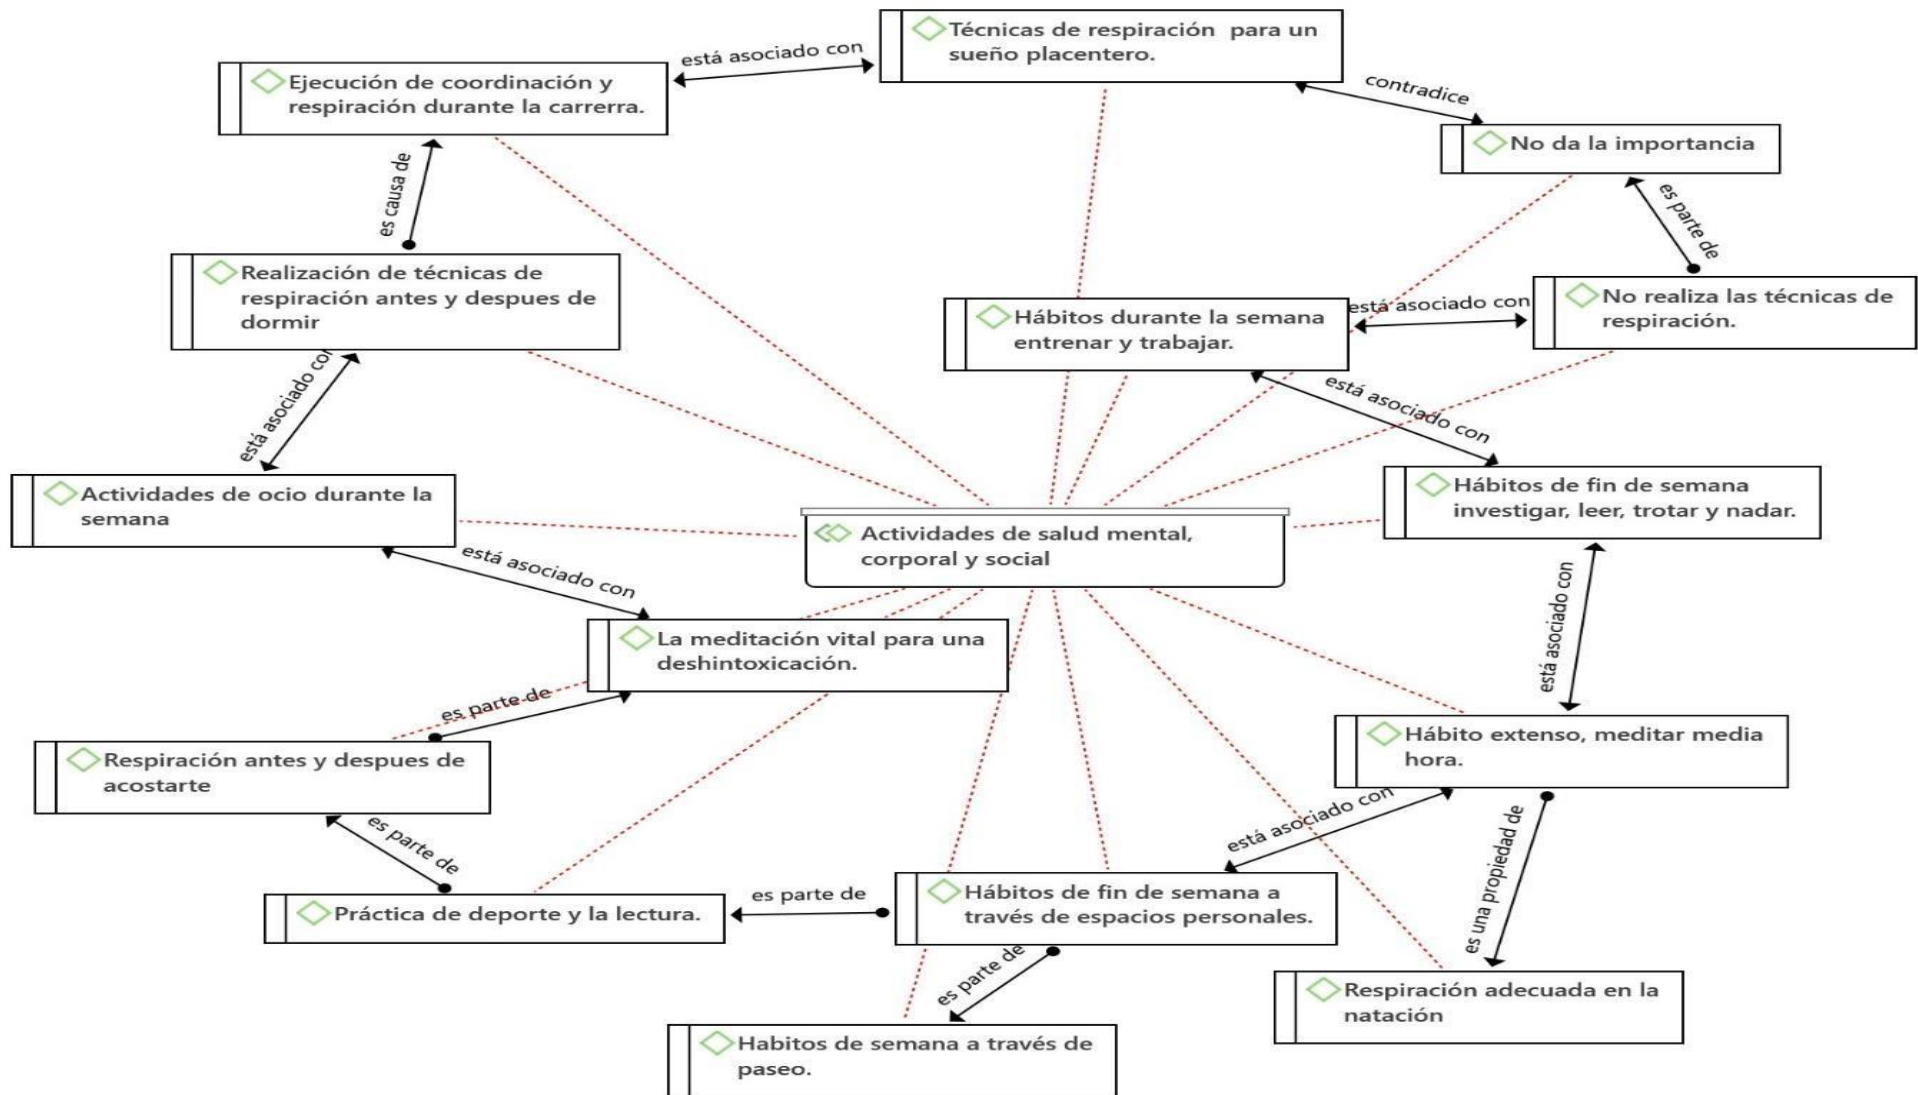 Técnicas de respiración para un
sueño placentero.
está asociado con
Ejecución de coordinación y
respiración durante la carrerra.
contradice
No da la importancia
es causa de
es parte de
Realización de técnicas de
respiración antes y despues de
dormir
No realiza las técnicas de
respiración.
está asociado con
Hábitos durante la semana
entrenar y trabajar.
está asociado con
está asociado con
Actividades de ocio durante la
semana
Hábitos de fin de semana
investigar, leer, trotar y nadar.
Actividades de salud mental,
corporal y social
está asociado con
está asociado con
La meditación vital para una
deshintoxicación.
es parte de
Hábito extenso, meditar media
hora.
Respiración antes y despues de
acostarte
está asociado con
es parte de
es una propiedad de
es parte de
Hábitos de fin de semana a
través de espacios personales.
Práctica de deporte y la lectura.
es parte de
Respiración adecuada en la
natación
Habitos de semana a través de
paseo.